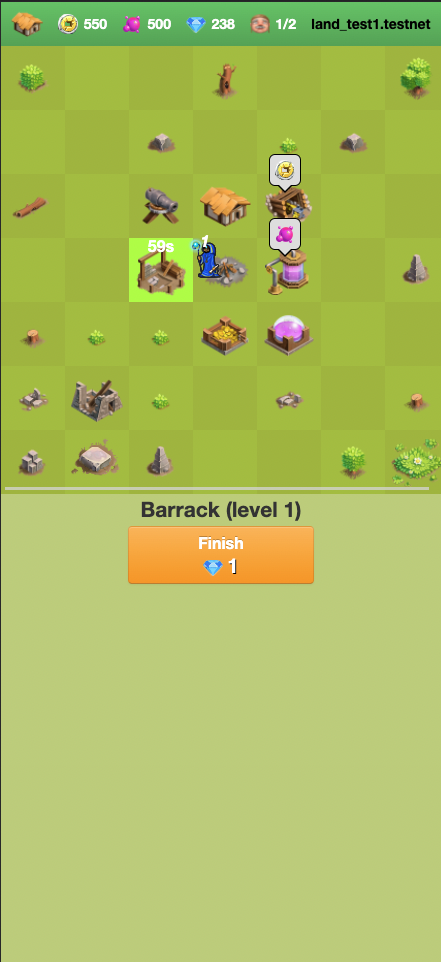 550 500 238 1/2 land_test1.testnet
59s 1
Barrack (level 1)
Finish
1